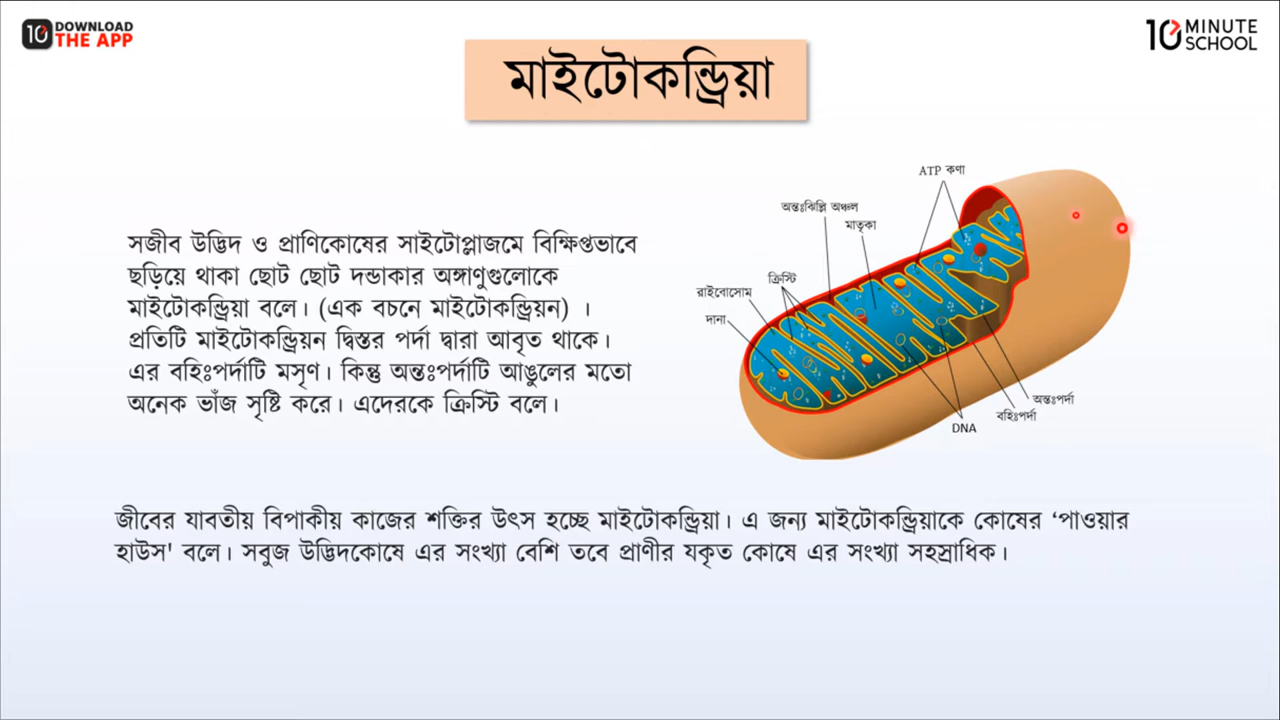 10 DOWNLOAD
THE APP
10 MINUTE
SCHOOL
মাইটোকন্ড্রিয়া
সজীব উদ্ভিদ ও প্রাণিকোষের সাইটোপ্লাজমে বিক্ষিপ্তভাবে
ছড়িয়ে থাকা ছোট ছোট দন্ডাকার অঙ্গাণুগুলোকে
মাইটোকন্ড্রিয়া বলে। (এক বচনে মাইটোকন্ড্রিয়ন) ।
প্রতিটি মাইটোকন্ড্রিয়ন দ্বিস্তর পর্দা দ্বারা আবৃত থাকে।
এর বহিঃপর্দাটি মসৃণ। কিন্তু অন্তঃপর্দাটি আঙুলের মতো
অনেক ভাঁজ সৃষ্টি করে। এদেরকে ক্রিস্টি বলে।
ATP কণা
অন্তঃঝিল্লি অঞ্চল
মাতৃকা
ক্রিস্টি
রাইবোসোম
দানা
অন্তঃপর্দা
বহিঃপর্দা
DNA
জীবের যাবতীয় বিপাকীয় কাজের শক্তির উৎস হচ্ছে মাইটোকন্ড্রিয়া। এ জন্য মাইটোকন্ড্রিয়াকে কোষের ‘পাওয়ার
হাউস' বলে। সবুজ উদ্ভিদকোষে এর সংখ্যা বেশি তবে প্রাণীর যকৃত কোষে এর সংখ্যা সহস্রাধিক।